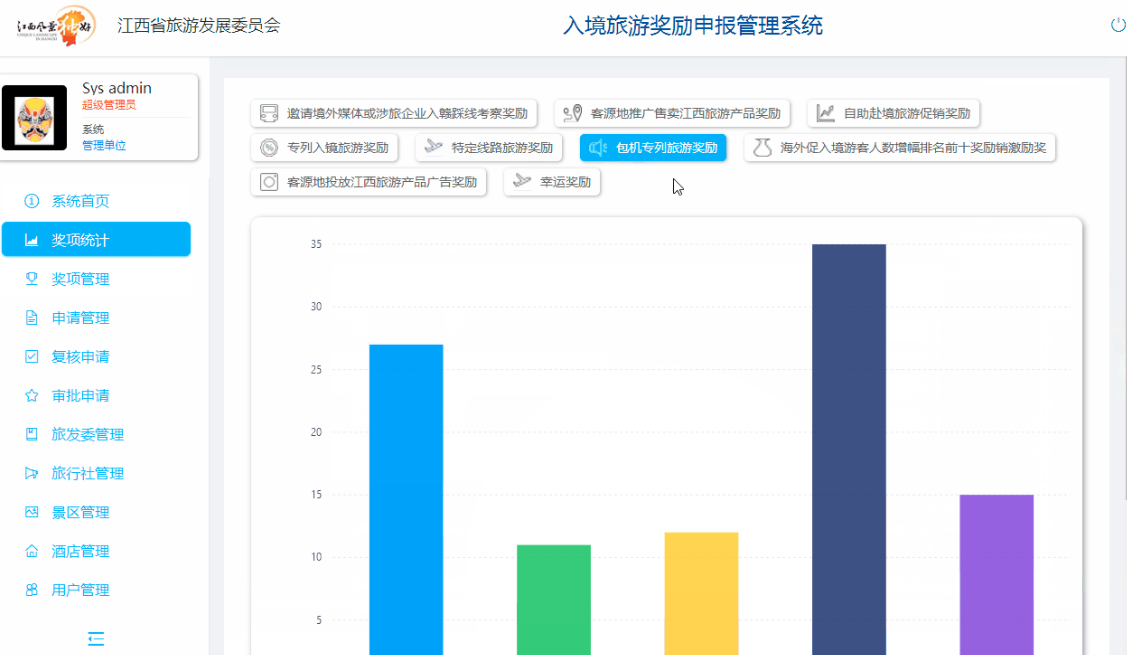 江西风景独好
江西省旅游发展委员会
入境旅游奖励申报管理系统
Sys admin
超级管理员
系统
管理单位
系统首页
奖项统计
奖项管理
申请管理
复核申请
审批申请
旅发委管理
旅行社管理
景区管理
酒店管理
用户管理
邀请境外媒体或涉旅企业入赣踩线考察奖励
客源地推广售卖江西旅游产品奖励
自助赴境旅游促销奖励
专列入镜旅游奖励
特定线路旅游奖励
包机专列旅游奖励
海外促入境游客人数增幅排名前十奖励销激励奖
客源地投放江西旅游产品广告奖励
幸运奖励
35
30
25
20
15
10
5